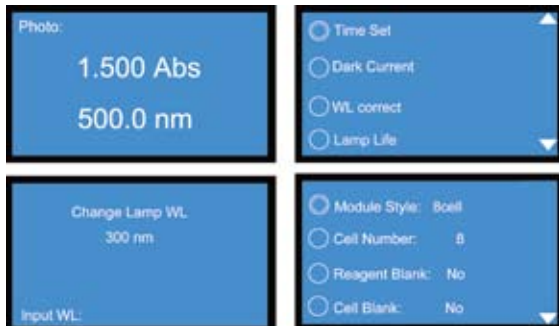 Photo:
1.500 Abs
500.0 nm
Time Set
Dark Current
WL correct
Lamp Life
Change Lamp WL
300 nm
Input WL:
Module Style: 8cell
Cell Number: 8
Reagent Blank: No
Cell Blank: No